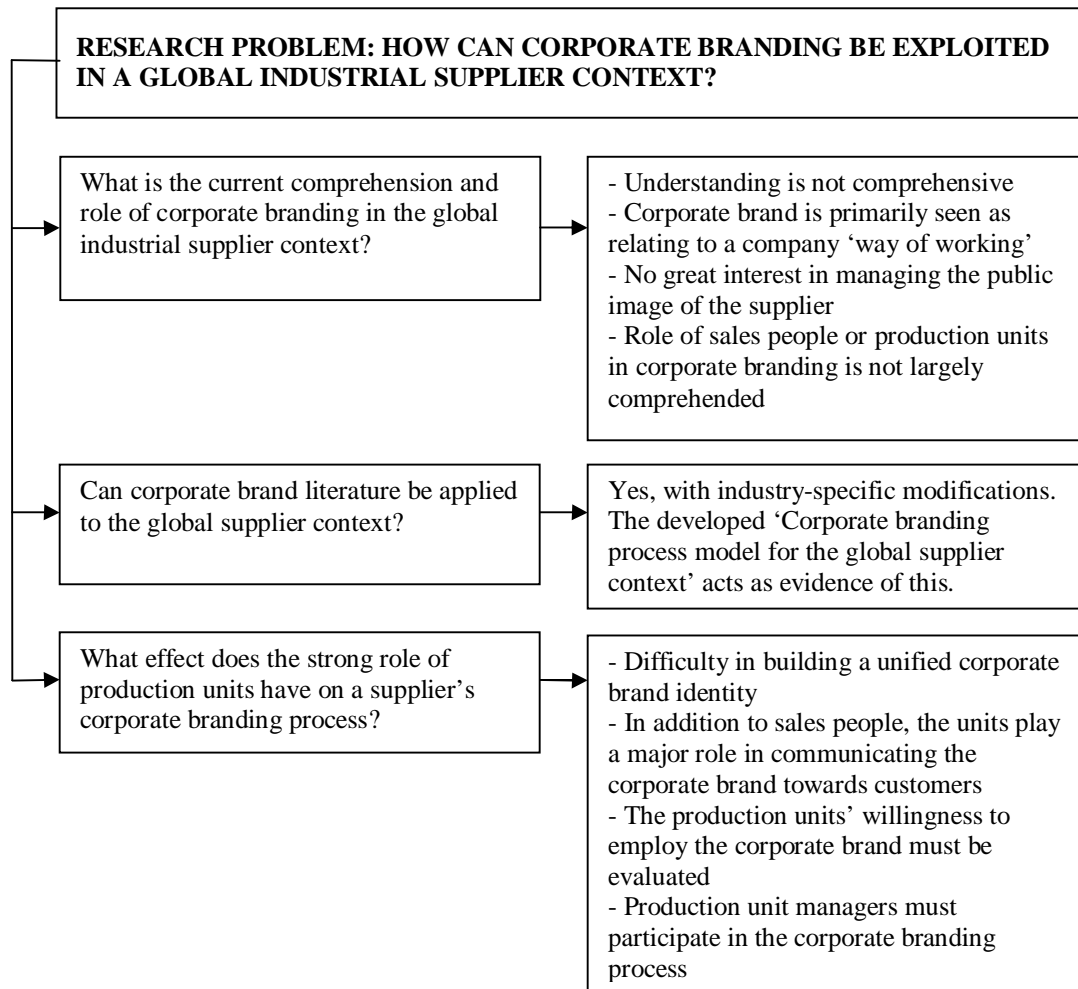 RESEARCH PROBLEM: HOW CAN CORPORATE BRANDING BE EXPLOITED
IN A GLOBAL INDUSTRIAL SUPPLIER CONTEXT?
What is the current comprehension and
role of corporate branding in the global
industrial supplier context?
- Understanding is not comprehensive
- Corporate brand is primarily seen as
relating to a company ‘way of working’
- No great interest in managing the public
image of the supplier
- Role of sales people or production units
in corporate branding is not largely
comprehended
Can corporate brand literature be applied
to the global supplier context?
Yes, with industry-specific modifications.
The developed ‘Corporate branding
process model for the global supplier
context’ acts as evidence of this.
What effect does the strong role of
production units have on a supplier’s
corporate branding process?
- Difficulty in building a unified corporate
brand identity
- In addition to sales people, the units play
a major role in communicating the
corporate brand towards customers
- The production units’ willingness to
employ the corporate brand must be
evaluated
- Production unit managers must
participate in the corporate branding
process